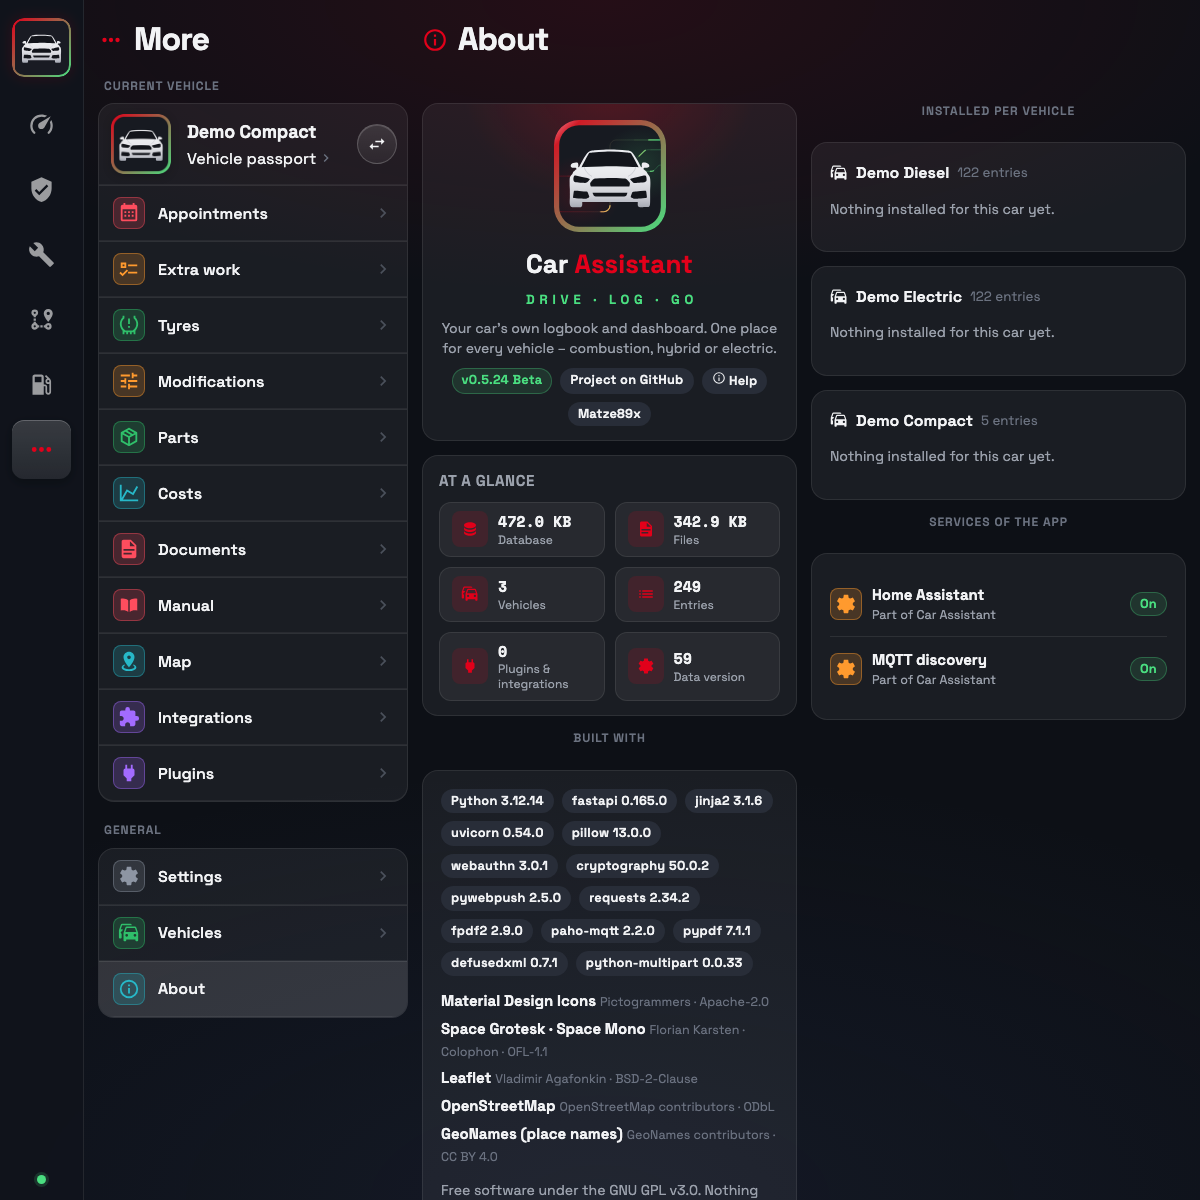 More
CURRENT VEHICLE
Demo Compact
Vehicle passport
Appointments
Extra work
Tyres
Modifications
Parts
Costs
Documents
Manual
Map
Integrations
Plugins
GENERAL
Settings
Vehicles
About
About
Car Assistant
DRIVE · LOG · GO
Your car's own logbook and dashboard. One place
for every vehicle – combustion, hybrid or electric.
v0.5.24 Beta Project on GitHub Help
Matze89x
AT A GLANCE
472.0 KB
Database
342.9 KB
Files
3
Vehicles
249
Entries
0
Plugins &
integrations
59
Data version
BUILT WITH
Python 3.12.14 fastapi 0.165.0 jinja2 3.1.6
uvicorn 0.54.0 pillow 13.0.0
webauthn 3.0.1 cryptography 50.0.2
pywebpush 2.5.0 requests 2.34.2
fpdf2 2.9.0 paho-mqtt 2.2.0 pypdf 7.1.1
defusedxml 0.7.1 python-multipart 0.0.33
Material Design Icons Pictogrammers · Apache-2.0
Space Grotesk · Space Mono Florian Karsten ·
Colophon · OFL-1.1
Leaflet Vladimir Agafonkin · BSD-2-Clause
OpenStreetMap OpenStreetMap contributors · ODbL
GeoNames (place names) GeoNames contributors ·
CC BY 4.0
Free software under the GNU GPL v3.0. Nothing
INSTALLED PER VEHICLE
Demo Diesel 122 entries
Nothing installed for this car yet.
Demo Electric 122 entries
Nothing installed for this car yet.
Demo Compact 5 entries
Nothing installed for this car yet.
SERVICES OF THE APP
Home Assistant
Part of Car Assistant
On
MQTT discovery
Part of Car Assistant
On